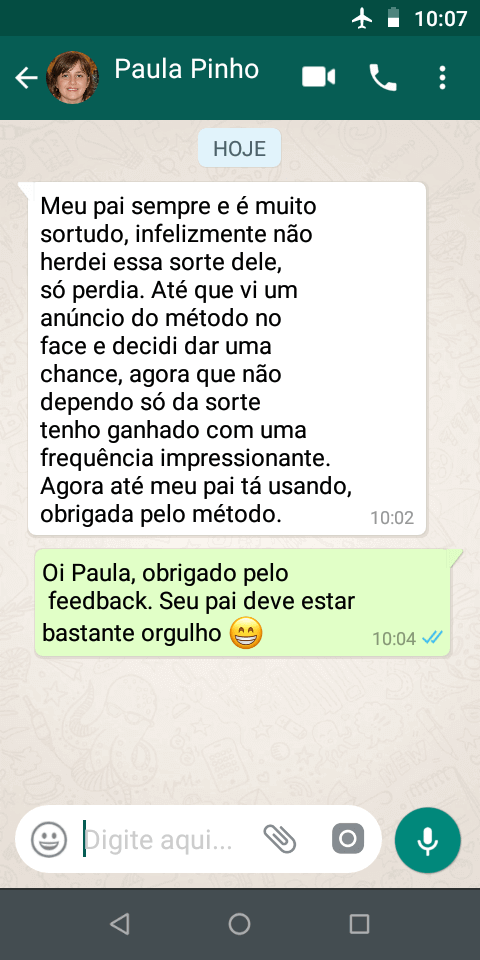 10:07
Paula Pinho
HOJE
Meu pai sempre e é muito
sortudo, infelizmente não
herdei essa sorte dele,
só perdia. Até que vi um
anúncio do método no
face e decidi dar uma
chance, agora que não
dependo só da sorte
tenho ganhado com uma
frequência impressionante.
Agora até meu pai tá usando,
obrigada pelo método.
10:02
Oi Paula, obrigado pelo
feedback. Seu pai deve estar
bastante orgulho 😁
10:04
Digite aqui...